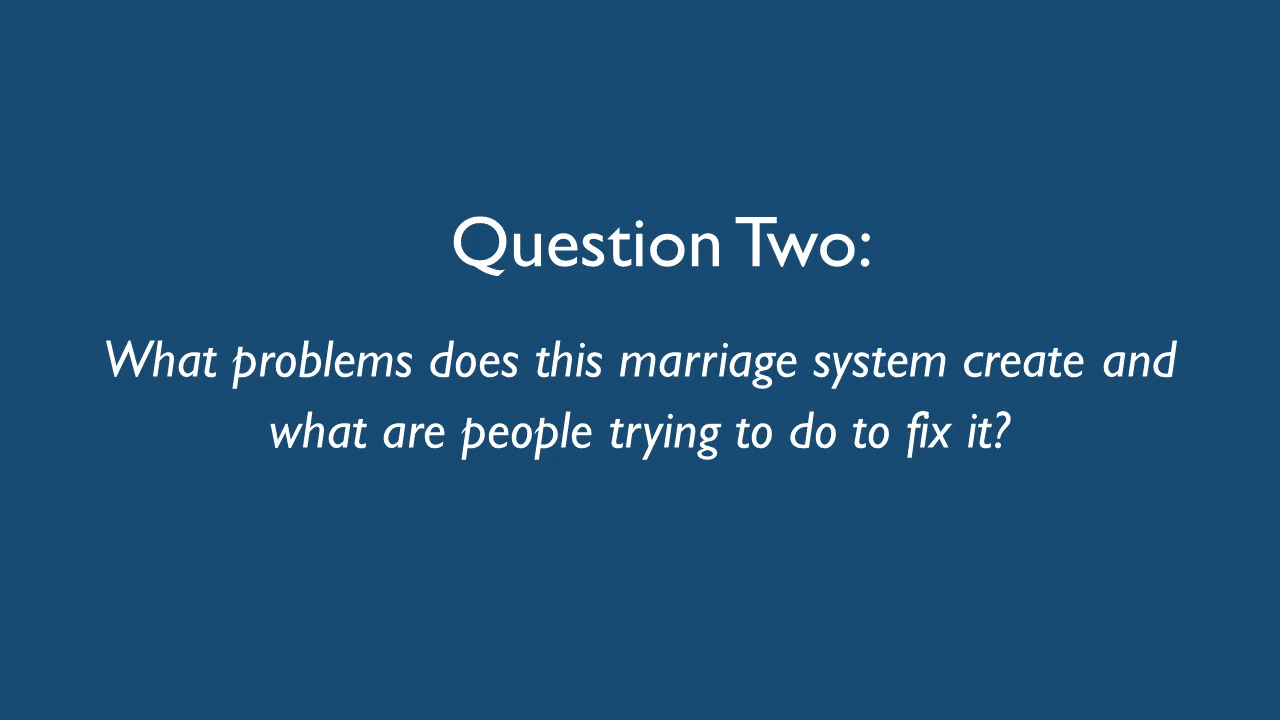 Question Two:
What problems does this marriage system create and
what are people trying to do to fix it?